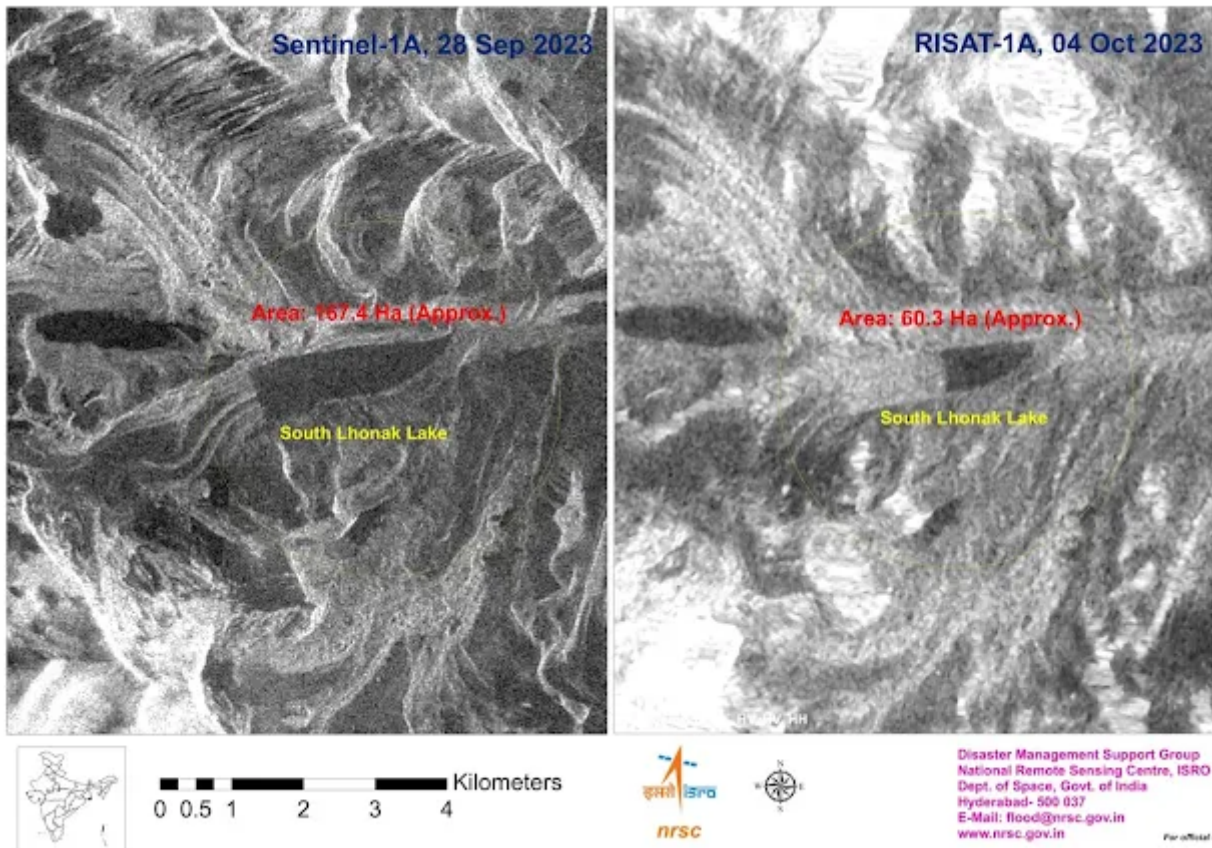 Sentinel-1A, 28 Sep 2023
Area: 167.4 Ha (Approx.)
South Lhonak Lake
RISAT-1A, 04 Oct 2023
Area: 60.3 Ha (Approx.)
South Lhonak Lake
HH
Kilometers
0 0.5 1 2 3 4
इसरो isro
nrsc
N
W E
S
Disaster Management Support Group
National Remote Sensing Centre, ISRO
Dept. of Space, Govt. of India
Hyderabad- 500 037
E-Mail: flood@nrsc.gov.in
www.nrsc.gov.in
For official